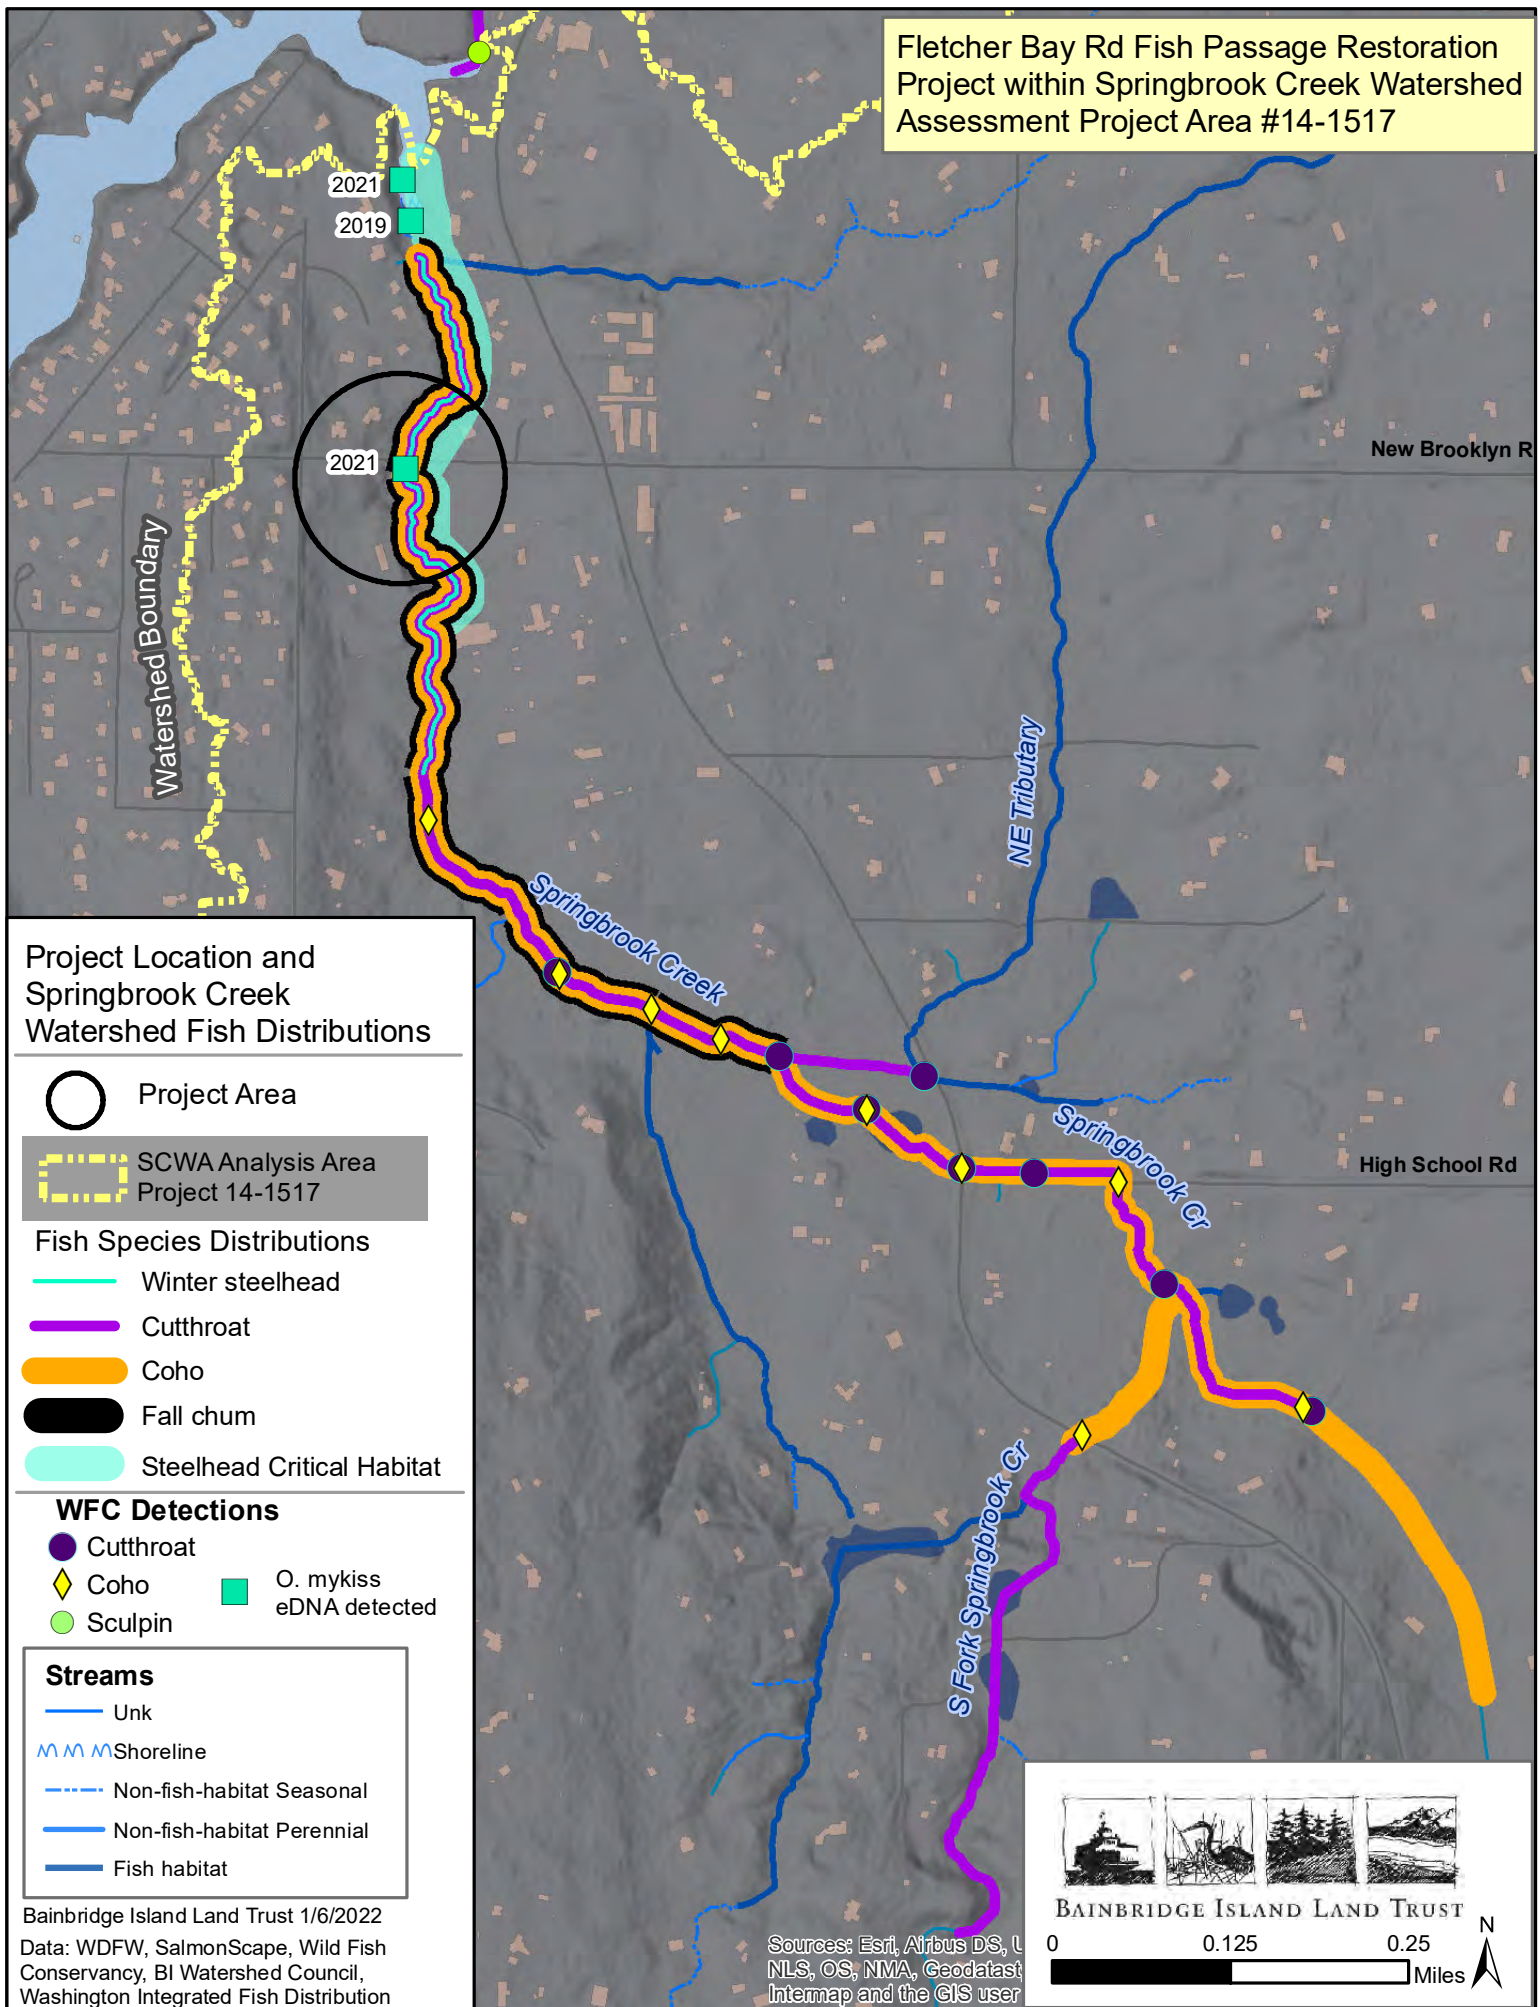 Fletcher Bay Rd Fish Passage Restoration
Project within Springbrook Creek Watershed
Assessment Project Area #14-1517
2021
2019
2021
New Brooklyn R
Watershed Boundary
NE Tributary
Springbrook Creek
Springbrook Cr
High School Rd
S Fork Springbrook Cr
Project Location and
Springbrook Creek
Watershed Fish Distributions
Project Area
SCWA Analysis Area
Project 14-1517
Fish Species Distributions
Winter steelhead
Cutthroat
Coho
Fall chum
Steelhead Critical Habitat
WFC Detections
Cutthroat
Coho
Sculpin
O. mykiss
eDNA detected
Streams
Unk
Shoreline
Non-fish-habitat Seasonal
Non-fish-habitat Perennial
Fish habitat
Bainbridge Island Land Trust 1/6/2022
Data: WDFW, SalmonScape, Wild Fish
Conservancy, BI Watershed Council,
Washington Integrated Fish Distribution
Sources: Esri, Airbus DS, U
NLS, OS, NMA, Geodatast
Intermap and the GIS user
BAINBRIDGE ISLAND LAND TRUST
0 0.125 0.25
Miles
N